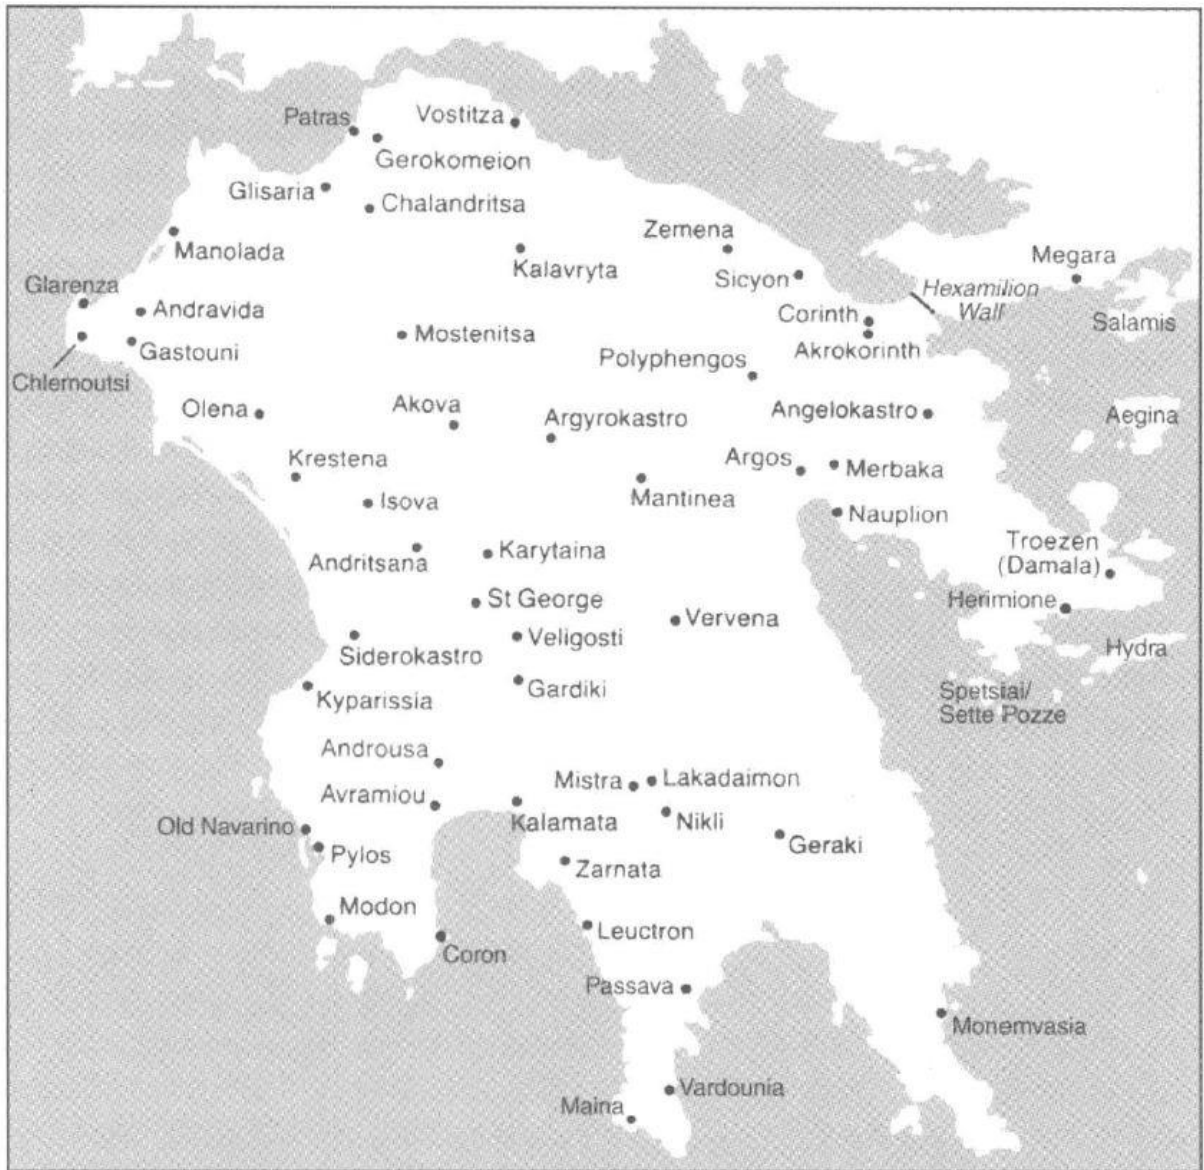 Patras
Vostitza
Gerokomeion
Glisaria
Chalandritsa
Zemena
Manolada
Kalavryta
Megara
Sicyon
Glarenza
Hexamilion
Wall
Andravida
Corinth
Salamis
Mostenitsa
Akrokorinth
Gastouni
Polyphengos
Chlemoutsi
Akova
Olena
Argyrokastro
Angelokastro
Aegina
Krestena
Argos
Merbaka
Isova
Mantinea
Nauplion
Andritsana
Karytaina
Troezen
(Damala)
St George
Herimione
Vervena
Veligosti
Siderokastro
Hydra
Gardiki
Kyparissia
Spetsiai/
Sette Pozze
Androusa
Mistra
Lakadaimon
Avramiou
Kalamata
Nikli
Old Navarino
Geraki
Pylos
Zarnata
Modon
Leuctron
Coron
Passava
Monemvasia
Vardounia
Maina